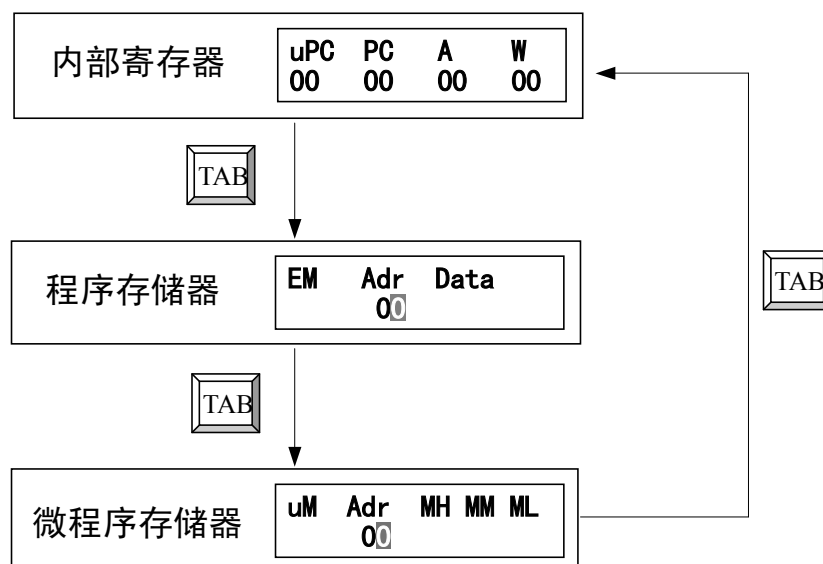 内部寄存器
uPC PC A W
00 00 00 00
TAB
程序存储器
EM Adr Data
00
TAB
TAB
微程序存储器
uM Adr MH MM ML
00